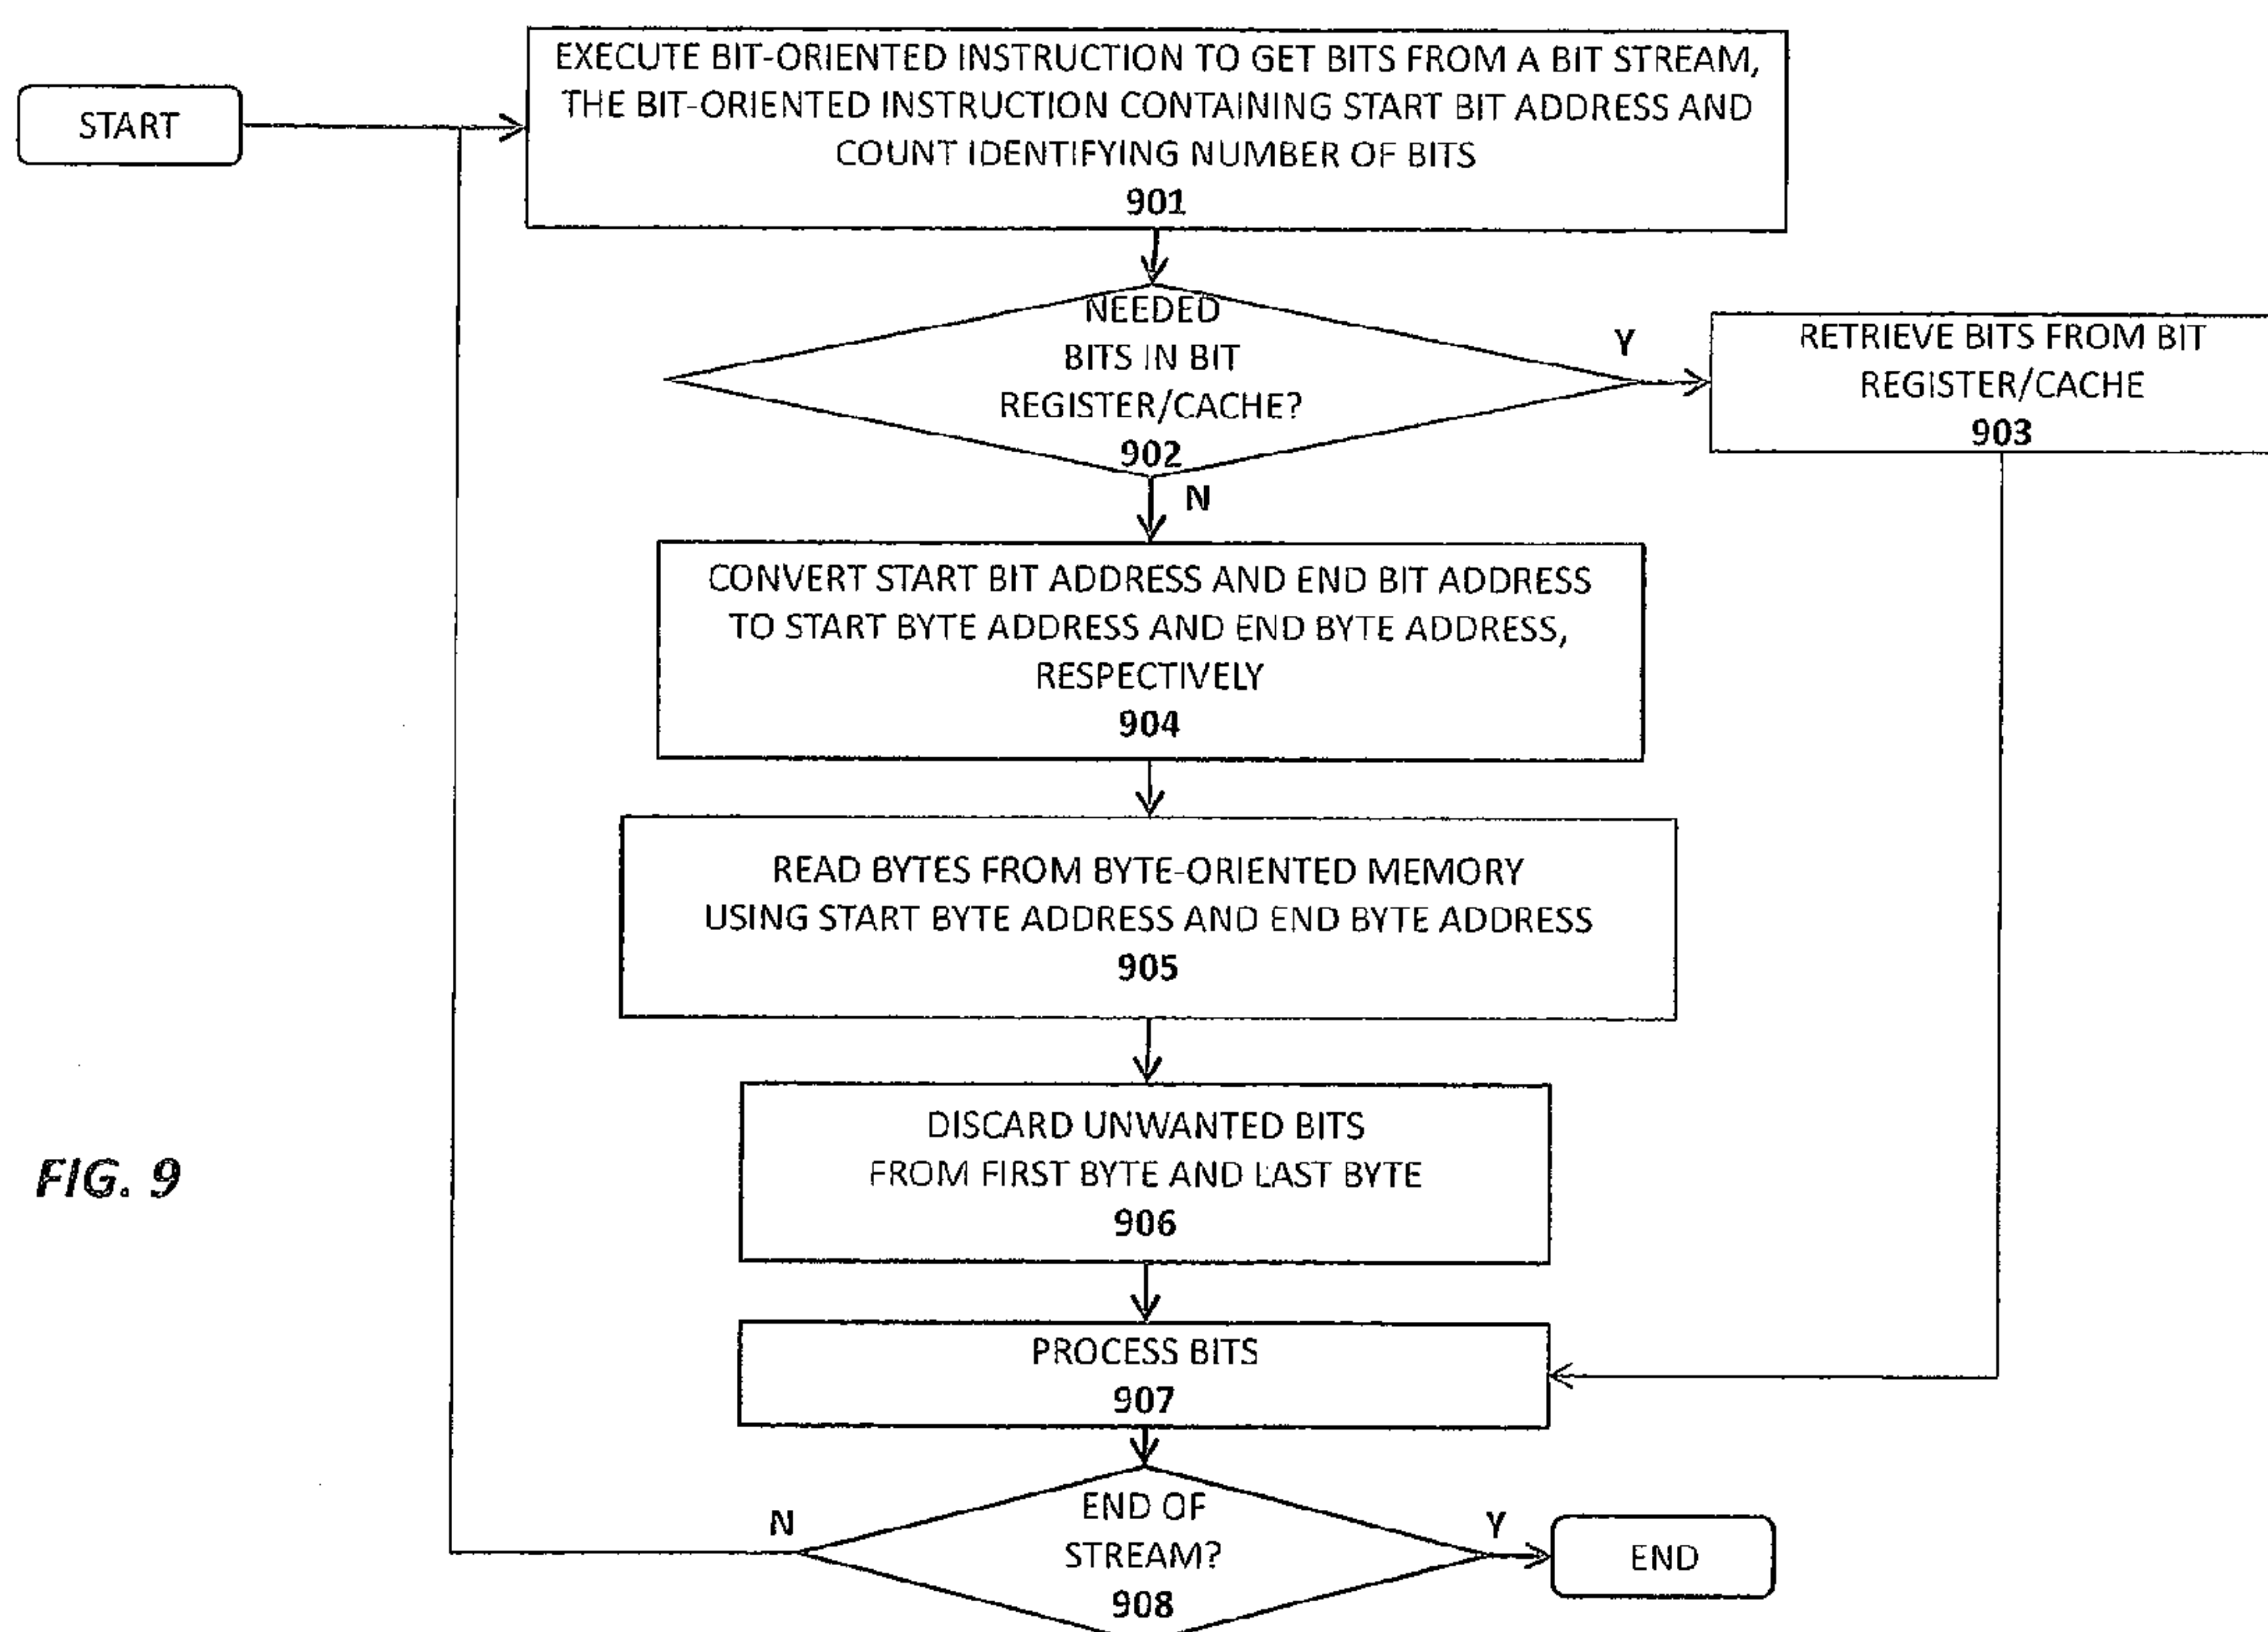 START
EXECUTE BIT-ORIENTED INSTRUCTION TO GET BITS FROM A BIT STREAM,
THE BIT-ORIENTED INSTRUCTION CONTAINING START BIT ADDRESS AND
COUNT IDENTIFYING NUMBER OF BITS
901
NEEDED
BITS IN BIT
REGISTER/CACHE?
902
Y
RETRIEVE BITS FROM BIT
REGISTER/CACHE
903
N
CONVERT START BIT ADDRESS AND END BIT ADDRESS
TO START BYTE ADDRESS AND END BYTE ADDRESS,
RESPECTIVELY
904
READ BYTES FROM BYTE-ORIENTED MEMORY
USING START BYTE ADDRESS AND END BYTE ADDRESS
905
DISCARD UNWANTED BITS
FROM FIRST BYTE AND LAST BYTE
906
FIG. 9
PROCESS BITS
907
END OF
STREAM?
908
N
Y
END